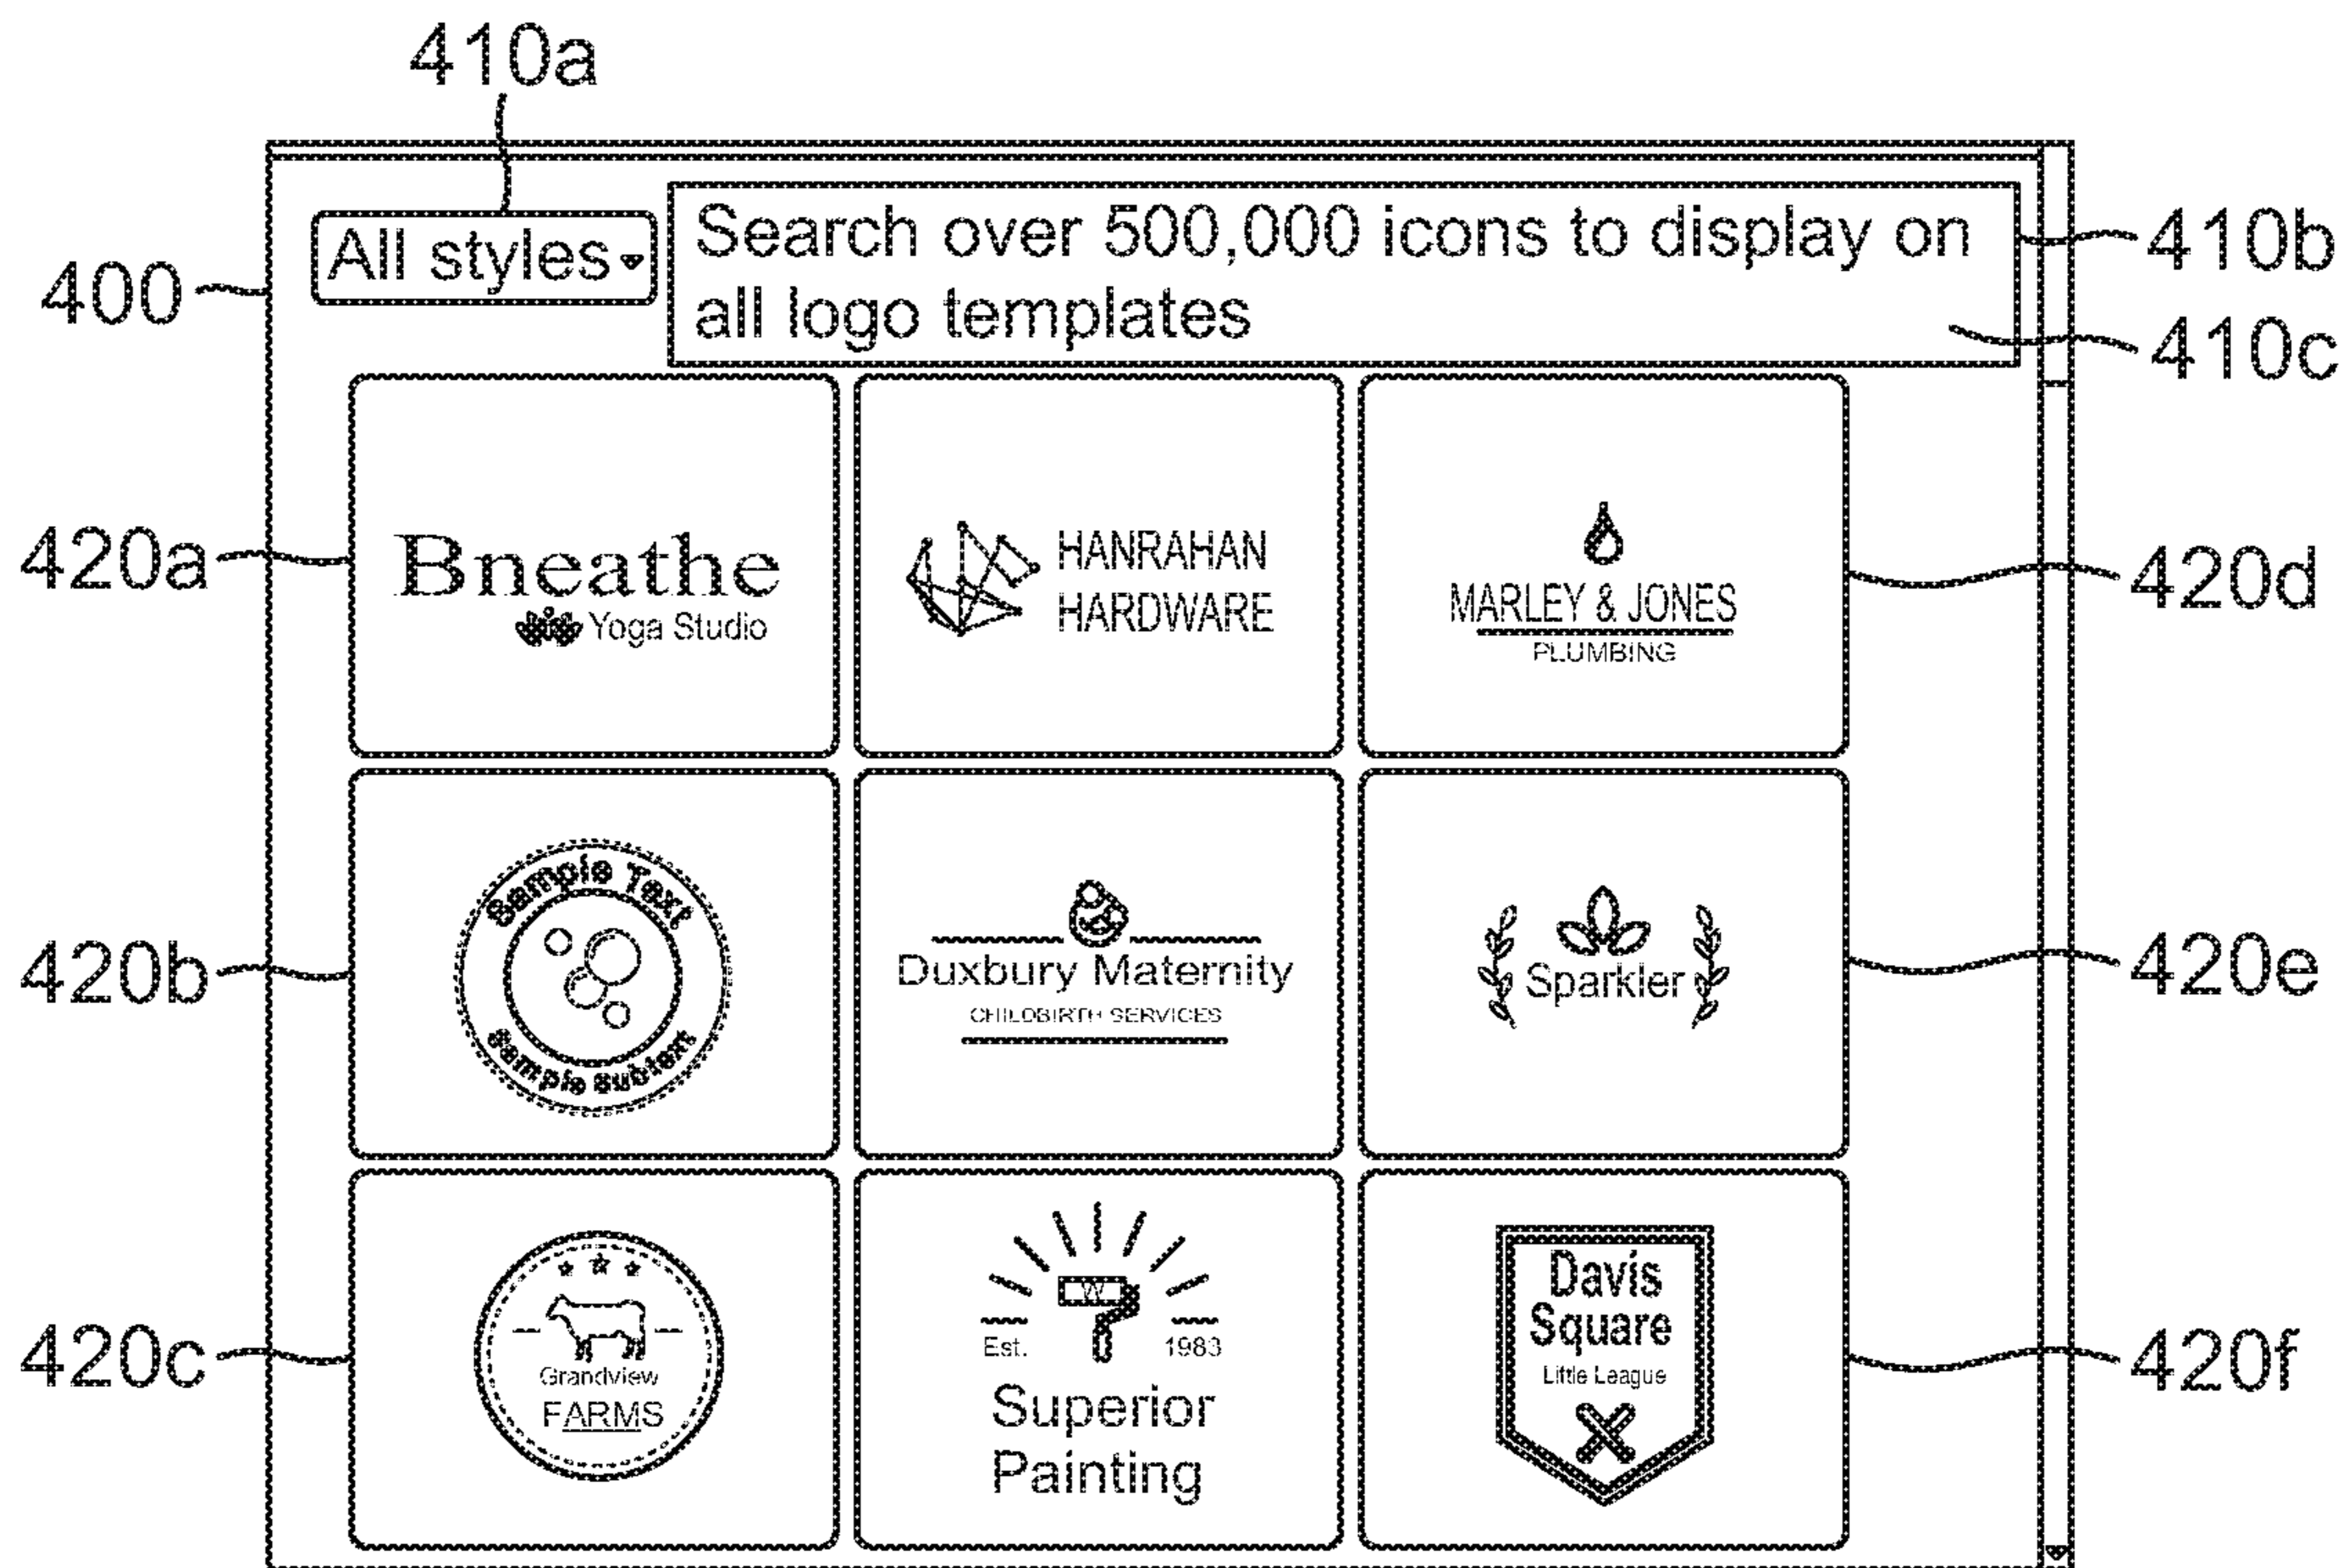 410a
All styles
Search over 500,000 icons to display on
all logo templates
410b
400
410c
420a
Bneathe
Yoga Studio
HANRAHAN
HARDWARE
MARLEY & JONES
PLUMBING
420d
420b
Sample Text
Sample subtext
Duxbury Maternity
CHILDBIRTH SERVICES
Sparkler
420e
420c
Grandview
FARMS
W
Est.
1983
Superior
Painting
Davis
Square
Little League
420f